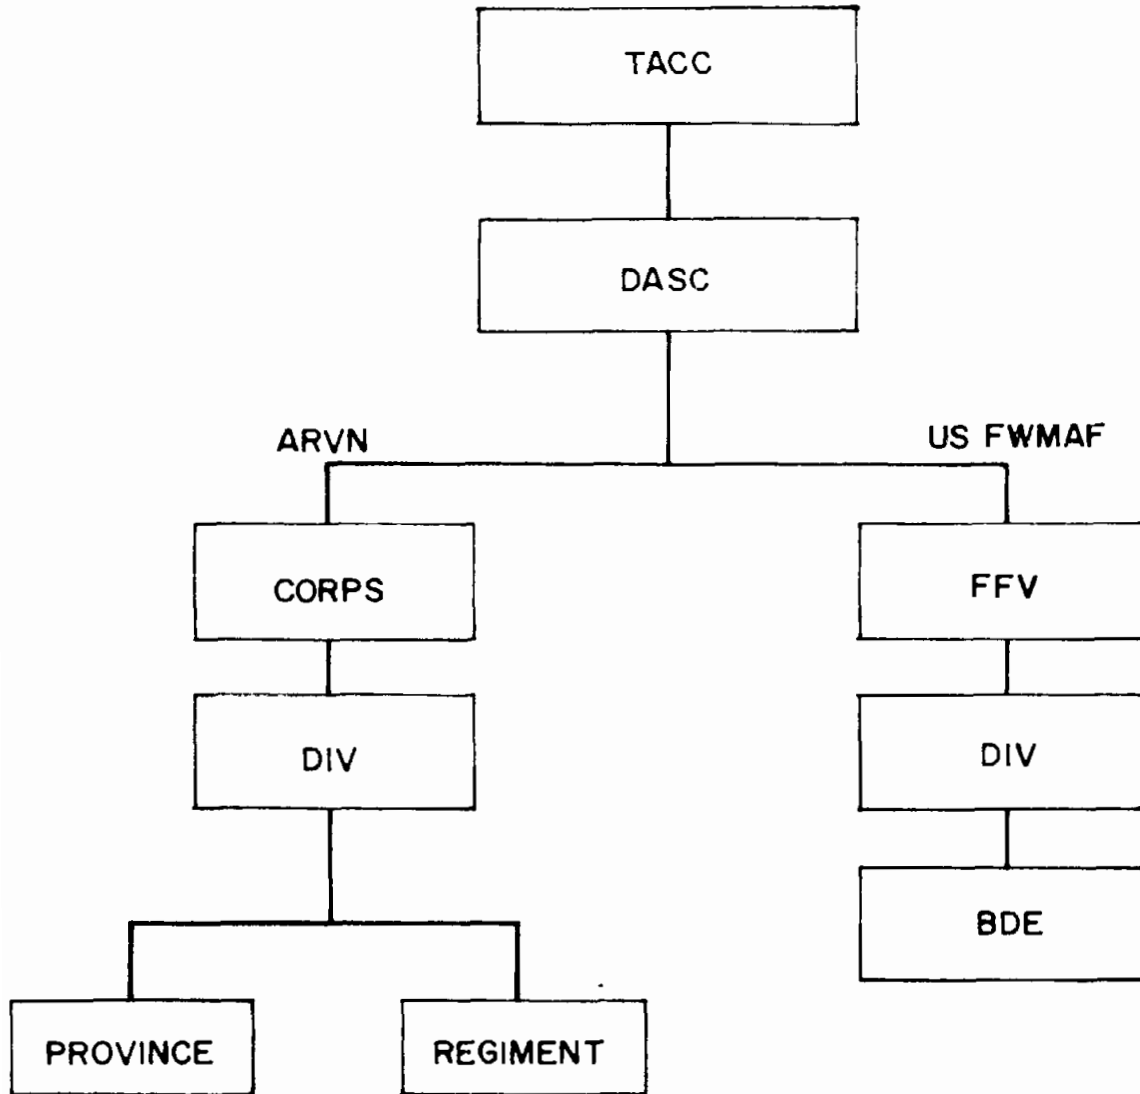 TACC
DASC
ARVN
US FWMAF
CORPS
FFV
DIV
DIV
BDE
PROVINCE
REGIMENT